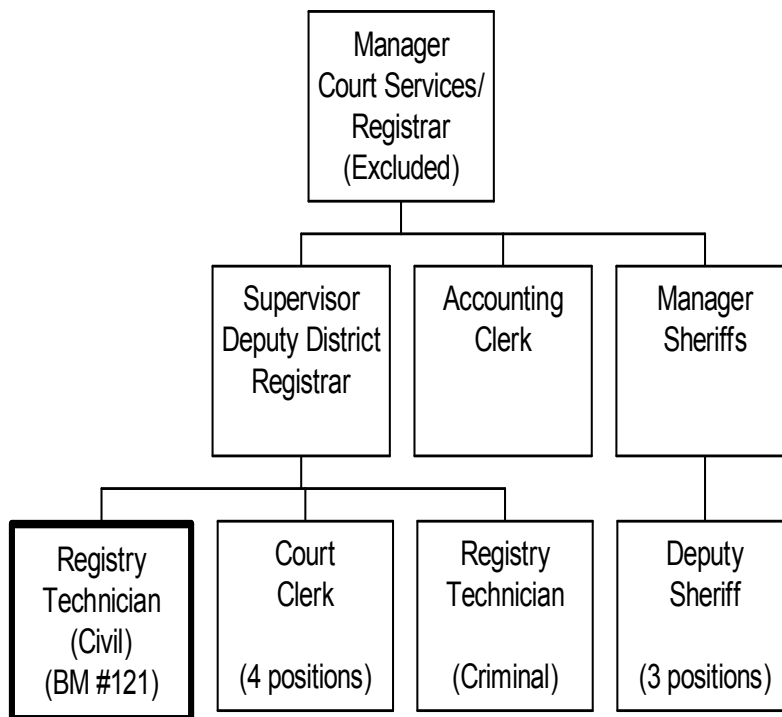 Manager
Court Services/
Registrar
(Excluded)
Supervisor
Deputy District
Registrar
Accounting
Clerk
Manager
Sheriffs
Registry
Technician
(Civil)
(BM #121)
Court
Clerk
(4 positions)
Registry
Technician
(Criminal)
Deputy
Sheriff
(3 positions)